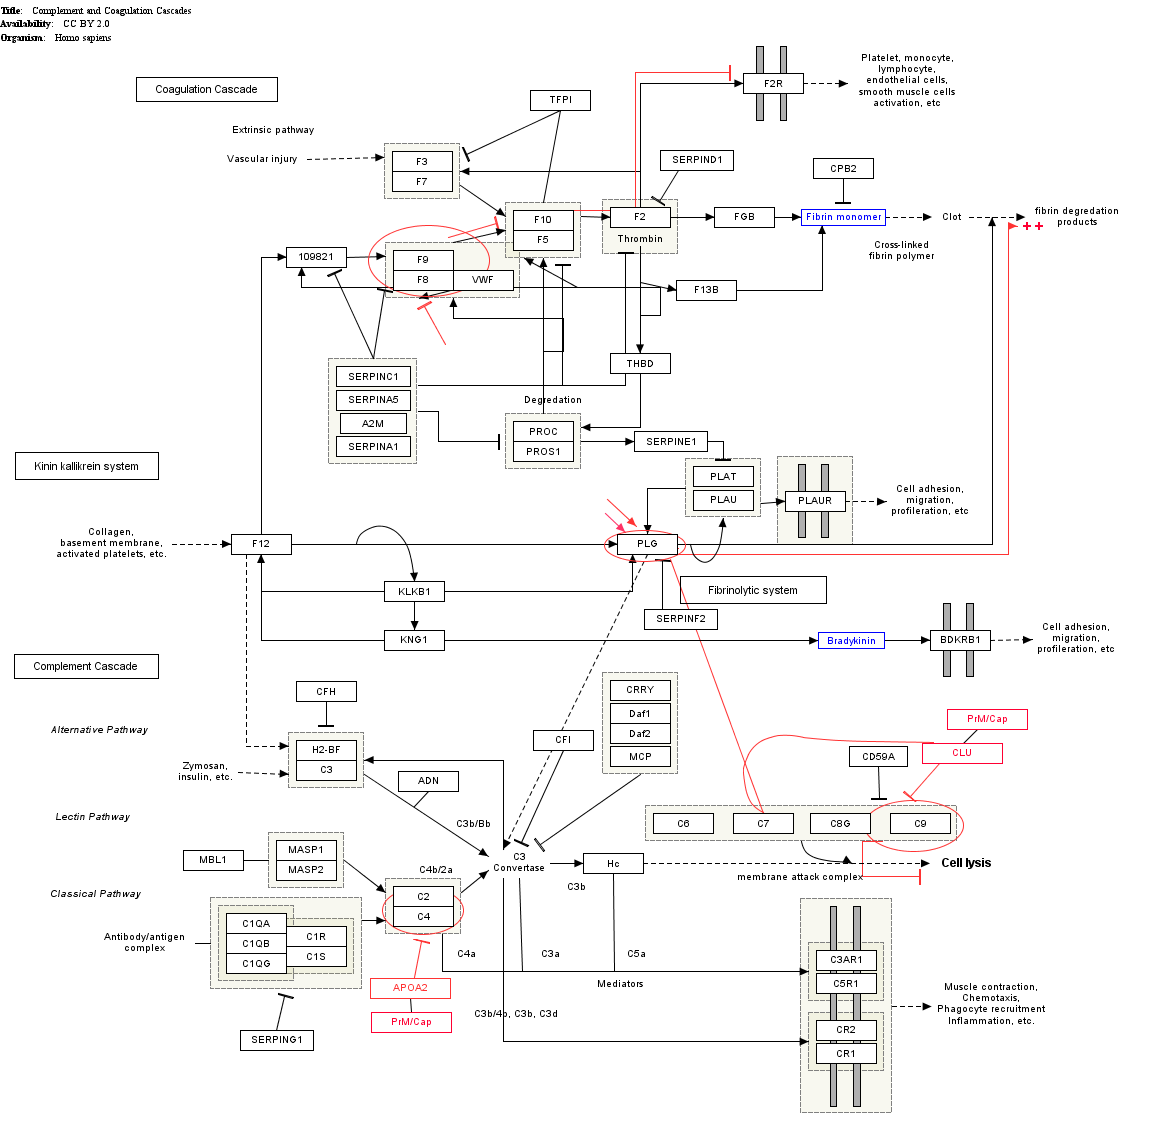 Title: Complement and Coagulation Cascades
Availability: CC BY 2.0
Organism: Homo sapiens
Coagulation Cascade
Platelet, monocyte,
lymphocyte,
endothelial cells,
smooth muscle cells
activation, etc
F2R
TFPI
Extrinsic pathway
Vascular injury
F3
F7
SERPIND1
CPB2
F10
F5
F2
Thrombin
FGB
Fibrin monomer
Clot
fibrin degredation
products
++
Cross-linked
fibrin polymer
109821
F9
F8
VWF
F13B
THBD
SERPINC1
SERPINA5
A2M
SERPINA1
Degredation
PROC
PROS1
SERPINE1
PLAT
PLAU
PLAUR
Cell adhesion,
migration,
profileration, etc
Kinin kallikrein system
Collagen,
basement membrane,
activated platelets, etc.
F12
PLG
KLKB1
Fibrinolytic system
SERPINF2
KNG1
Bradykinin
BDKRB1
Cell adhesion,
migration,
profileration, etc
Complement Cascade
CFH
CRRY
Daf1
Daf2
MCP
Alternative Pathway
H2-BF
C3
CFI
PrM/Cap
CLU
CD59A
Zymosan,
insulin, etc.
ADN
Lectin Pathway
C3b/Bb
C6
C7
C8G
C9
MBL1
MASP1
MASP2
C4b/2a
C3
Convertase
Hc
C3b
membrane attack complex
Cell lysis
Classical Pathway
C2
C4
C1QA
C1QB
C1QG
C1R
C1S
Antibody/antigen
complex
C4a
C3a
C5a
Mediators
C3AR1
C5R1
APOA2
PrM/Cap
C3b/4b, C3b, C3d
SERPING1
CR2
CR1
Muscle contraction,
Chemotaxis,
Phagocyte recruitment
Inflammation, etc.